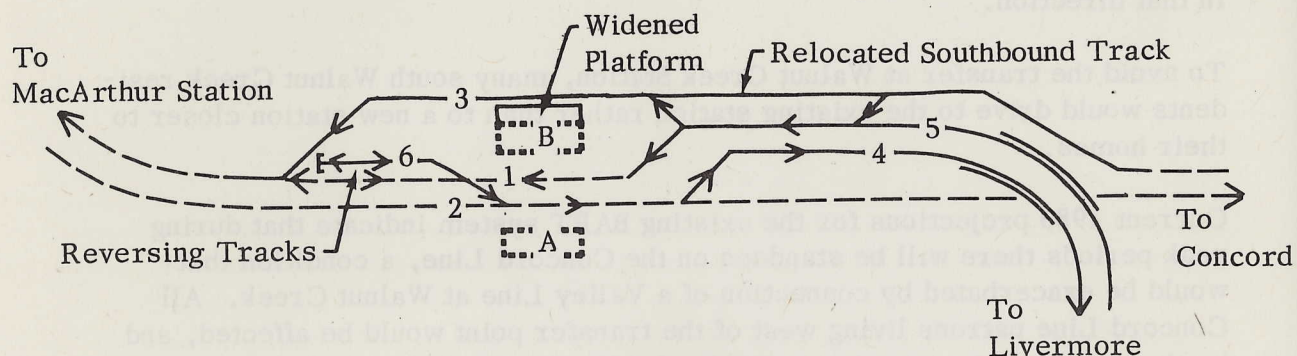 Widened
Platform
Relocated Southbound Track
To
MacArthur Station
3
B
5
6
4
1
2
A
Reversing Tracks
To
Concord
To
Livermore